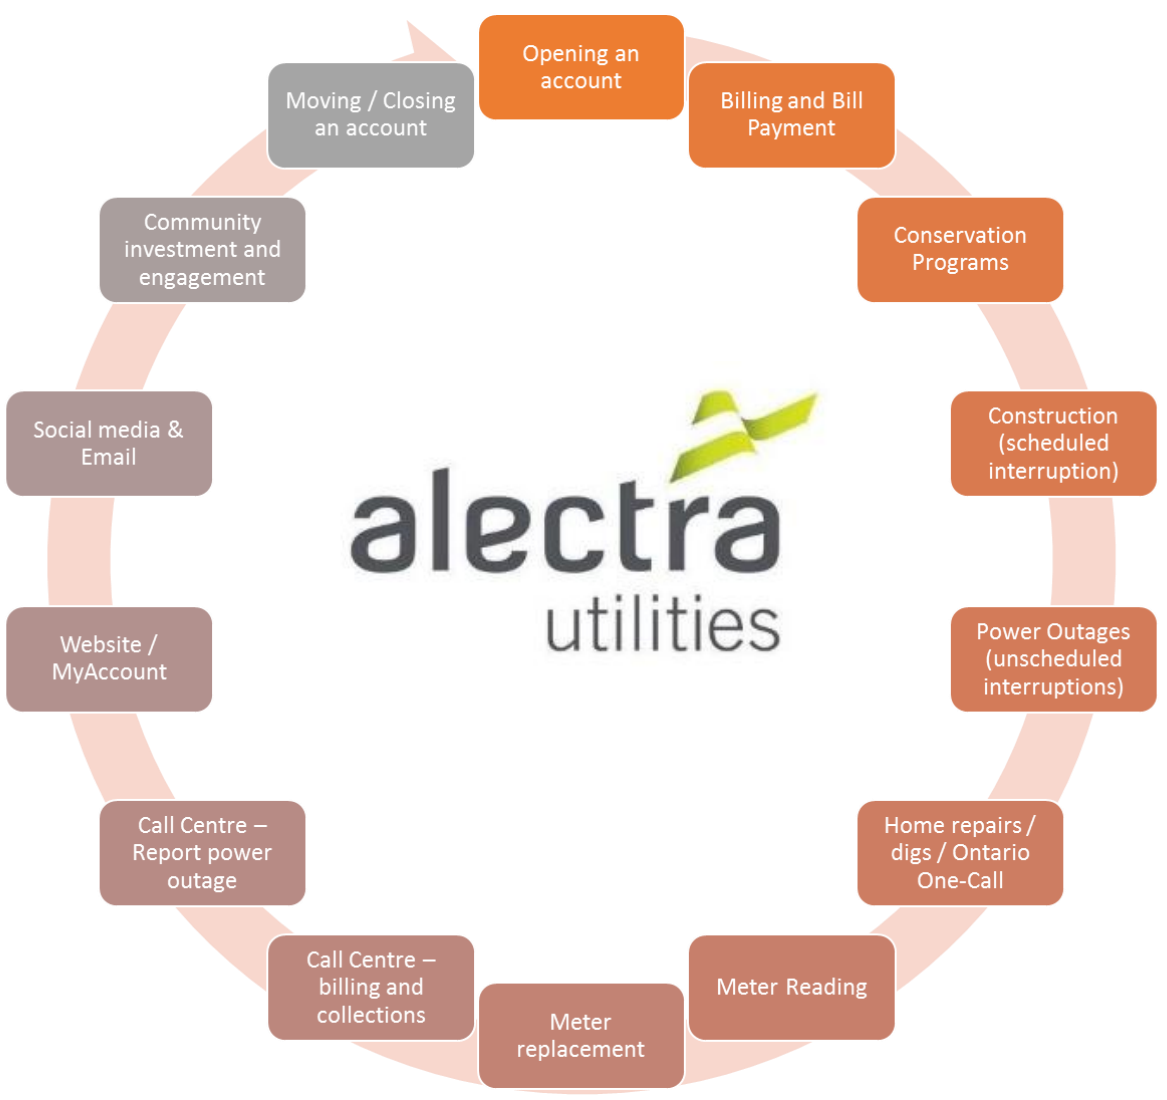 Opening an
account
Billing and Bill
Payment
Conservation
Programs
Construction
(scheduled
interruption)
Power Outages
(unscheduled
interruptions)
Home repairs /
digs / Ontario
One-Call
Meter Reading
Meter
replacement
Call Centre –
billing and
collections
Call Centre –
Report power
outage
Website /
MyAccount
Social media &
Email
Community
investment and
engagement
Moving / Closing
an account
alectra
utilities